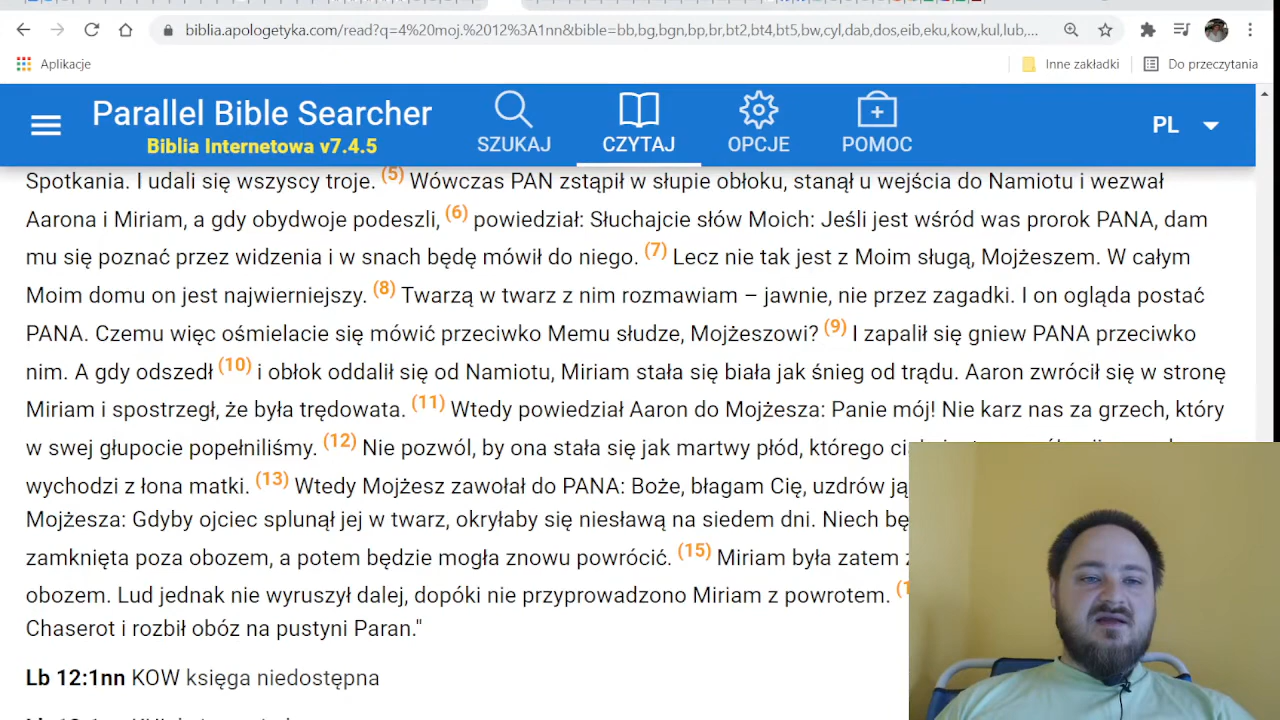 biblia.apologetyka.com/read?q=4%20moj.%2012%3A1nn&bible=bb,bg,bgn,bp,br,bt2,bt4,bt5,bw,cyl,dab,dos,eib,eku,kow,kul,lub,...
Aplikacje Inne zakładki Do przeczytania
Parallel Bible Searcher
Biblia Internetowa v7.4.5
SZUKAJ CZYTAJ OPCJE POMOC PL
Spotkania. I udali się wszyscy troje. (5) Wówczas PAN zstąpił w słupie obłoku, stanął u wejścia do Namiotu i wezwał
Aarona i Miriam, a gdy obydwoje podeszli, (6) powiedział: Słuchajcie słów Moich: Jeśli jest wśród was prorok PANA, dam
mu się poznać przez widzenia i w snach będę mówił do niego. (7) Lecz nie tak jest z Moim sługą, Mojżeszem. W całym
Moim domu on jest najwierniejszy. (8) Twarzą w twarz z nim rozmawiam – jawnie, nie przez zagadki. I on ogląda postać
PANA. Czemu więc ośmielacie się mówić przeciwko Memu słudze, Mojżeszowi? (9) I zapalił się gniew PANA przeciwko
nim. A gdy odszedł (10) i obłok oddalił się od Namiotu, Miriam stała się biała jak śnieg od trądu. Aaron zwrócił się w stronę
Miriam i spostrzegł, że była trędowata. (11) Wtedy powiedział Aaron do Mojżesza: Panie mój! Nie karz nas za grzech, który
w swej głupocie popełniliśmy. (12) Nie pozwól, by ona stała się jak martwy płód, którego
wychodzi z łona matki. (13) Wtedy Mojżesz zawołał do PANA: Boże, błagam Cię, uzdrów ją
Mojżesza: Gdyby ojciec splunął jej w twarz, okryłaby się niesławą na siedem dni. Niech
zamknięta poza obozem, a potem będzie mogła znowu powrócić. (15) Miriam była zatem
obozem. Lud jednak nie wyruszył dalej, dopóki nie przyprowadzono Miriam z powrotem.
Chaserot i rozbił obóz na pustyni Paran."
Lb 12:1nn KOW księga niedostępna